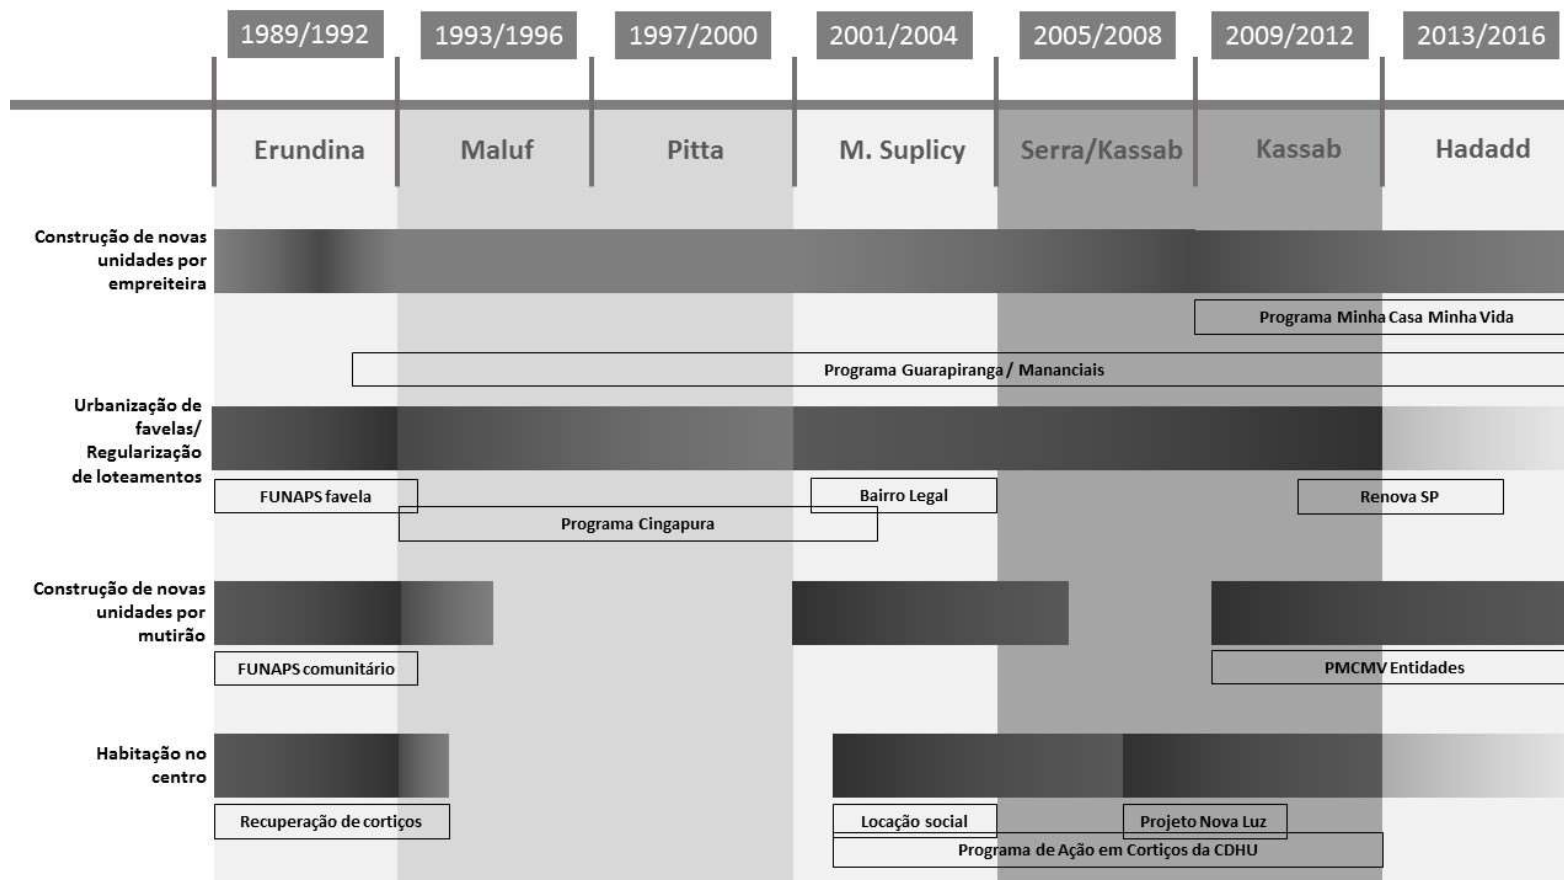 1989/1992
1993/1996
1997/2000
2001/2004
2005/2008
2009/2012
2013/2016
Erundina
Maluf
Pitta
M. Suplicy
Serra/Kassab
Kassab
Hadadd
Construção de novas
unidades por
empreiteira
Programa Minha Casa Minha Vida
Programa Guarapiranga / Mananciais
Urbanização de
favelas/
Regularização
de loteamentos
FUNAPS favela
Bairro Legal
Renova SP
Programa Cingapura
Construção de novas
unidades por
mutirão
FUNAPS comunitário
PMCMV Entidades
Habitação no
centro
Recuperação de cortiços
Locação social
Projeto Nova Luz
Programa de Ação em Cortiços da CDHU